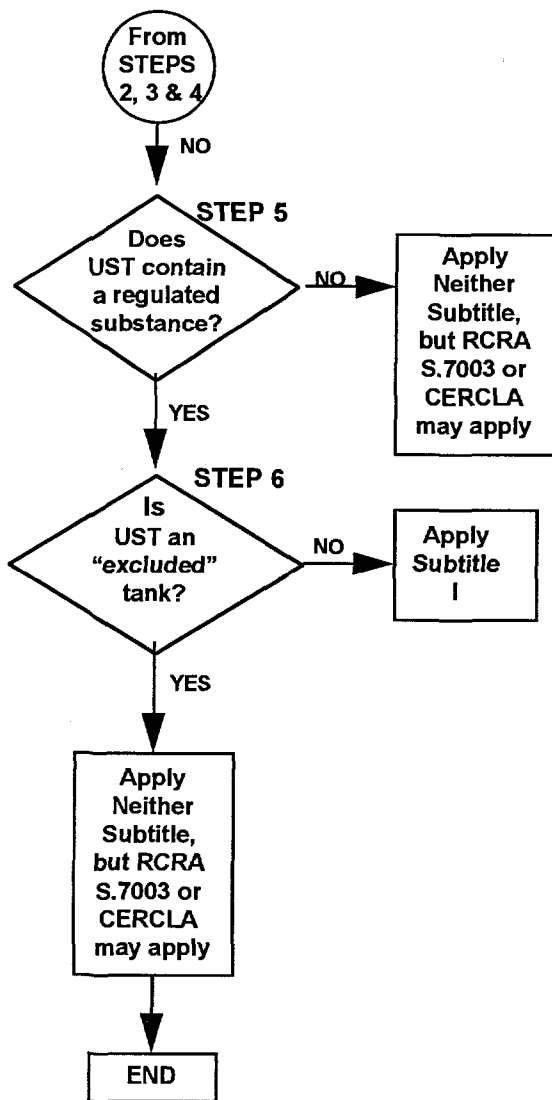 From
STEPS
2, 3 & 4
NO
STEP 5
Does
UST contain
a regulated
substance?
NO
Apply
Neither
Subtitle,
but RCRA
S.7003 or
CERCLA
may apply
YES
STEP 6
Is
UST an
“excluded”
tank?
NO
Apply
Subtitle
I
YES
Apply
Neither
Subtitle,
but RCRA
S.7003 or
CERCLA
may apply
END